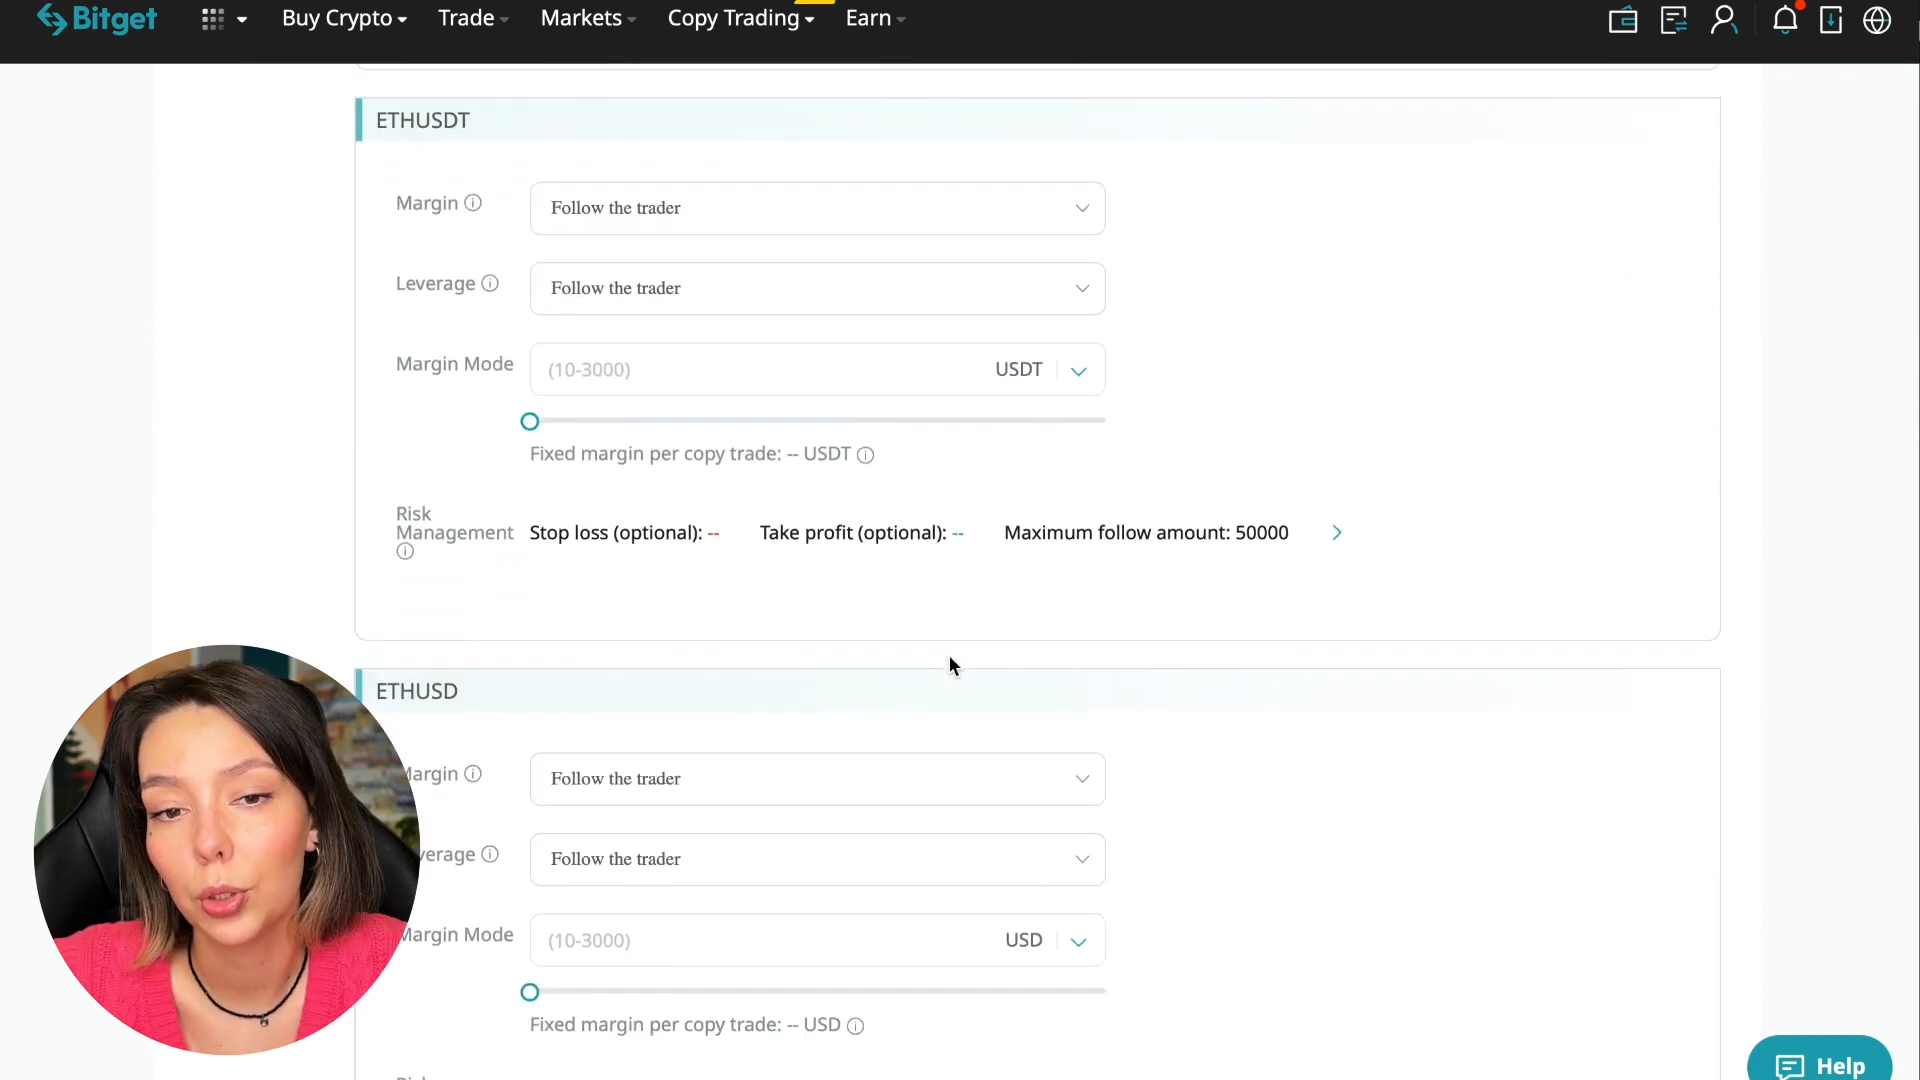 Bitget
Buy Crypto
Trade
Markets
Copy Trading
Earn
ETHUSDT
Margin
Follow the trader
Leverage
Follow the trader
Margin Mode
(10-3000)
USDT
Fixed margin per copy trade: -- USDT
Risk
Management
Stop loss (optional): --
Take profit (optional): --
Maximum follow amount: 50000
ETHUSD
Margin
Follow the trader
verage
Follow the trader
Margin Mode
(10-3000)
USD
Fixed margin per copy trade: -- USD
Help